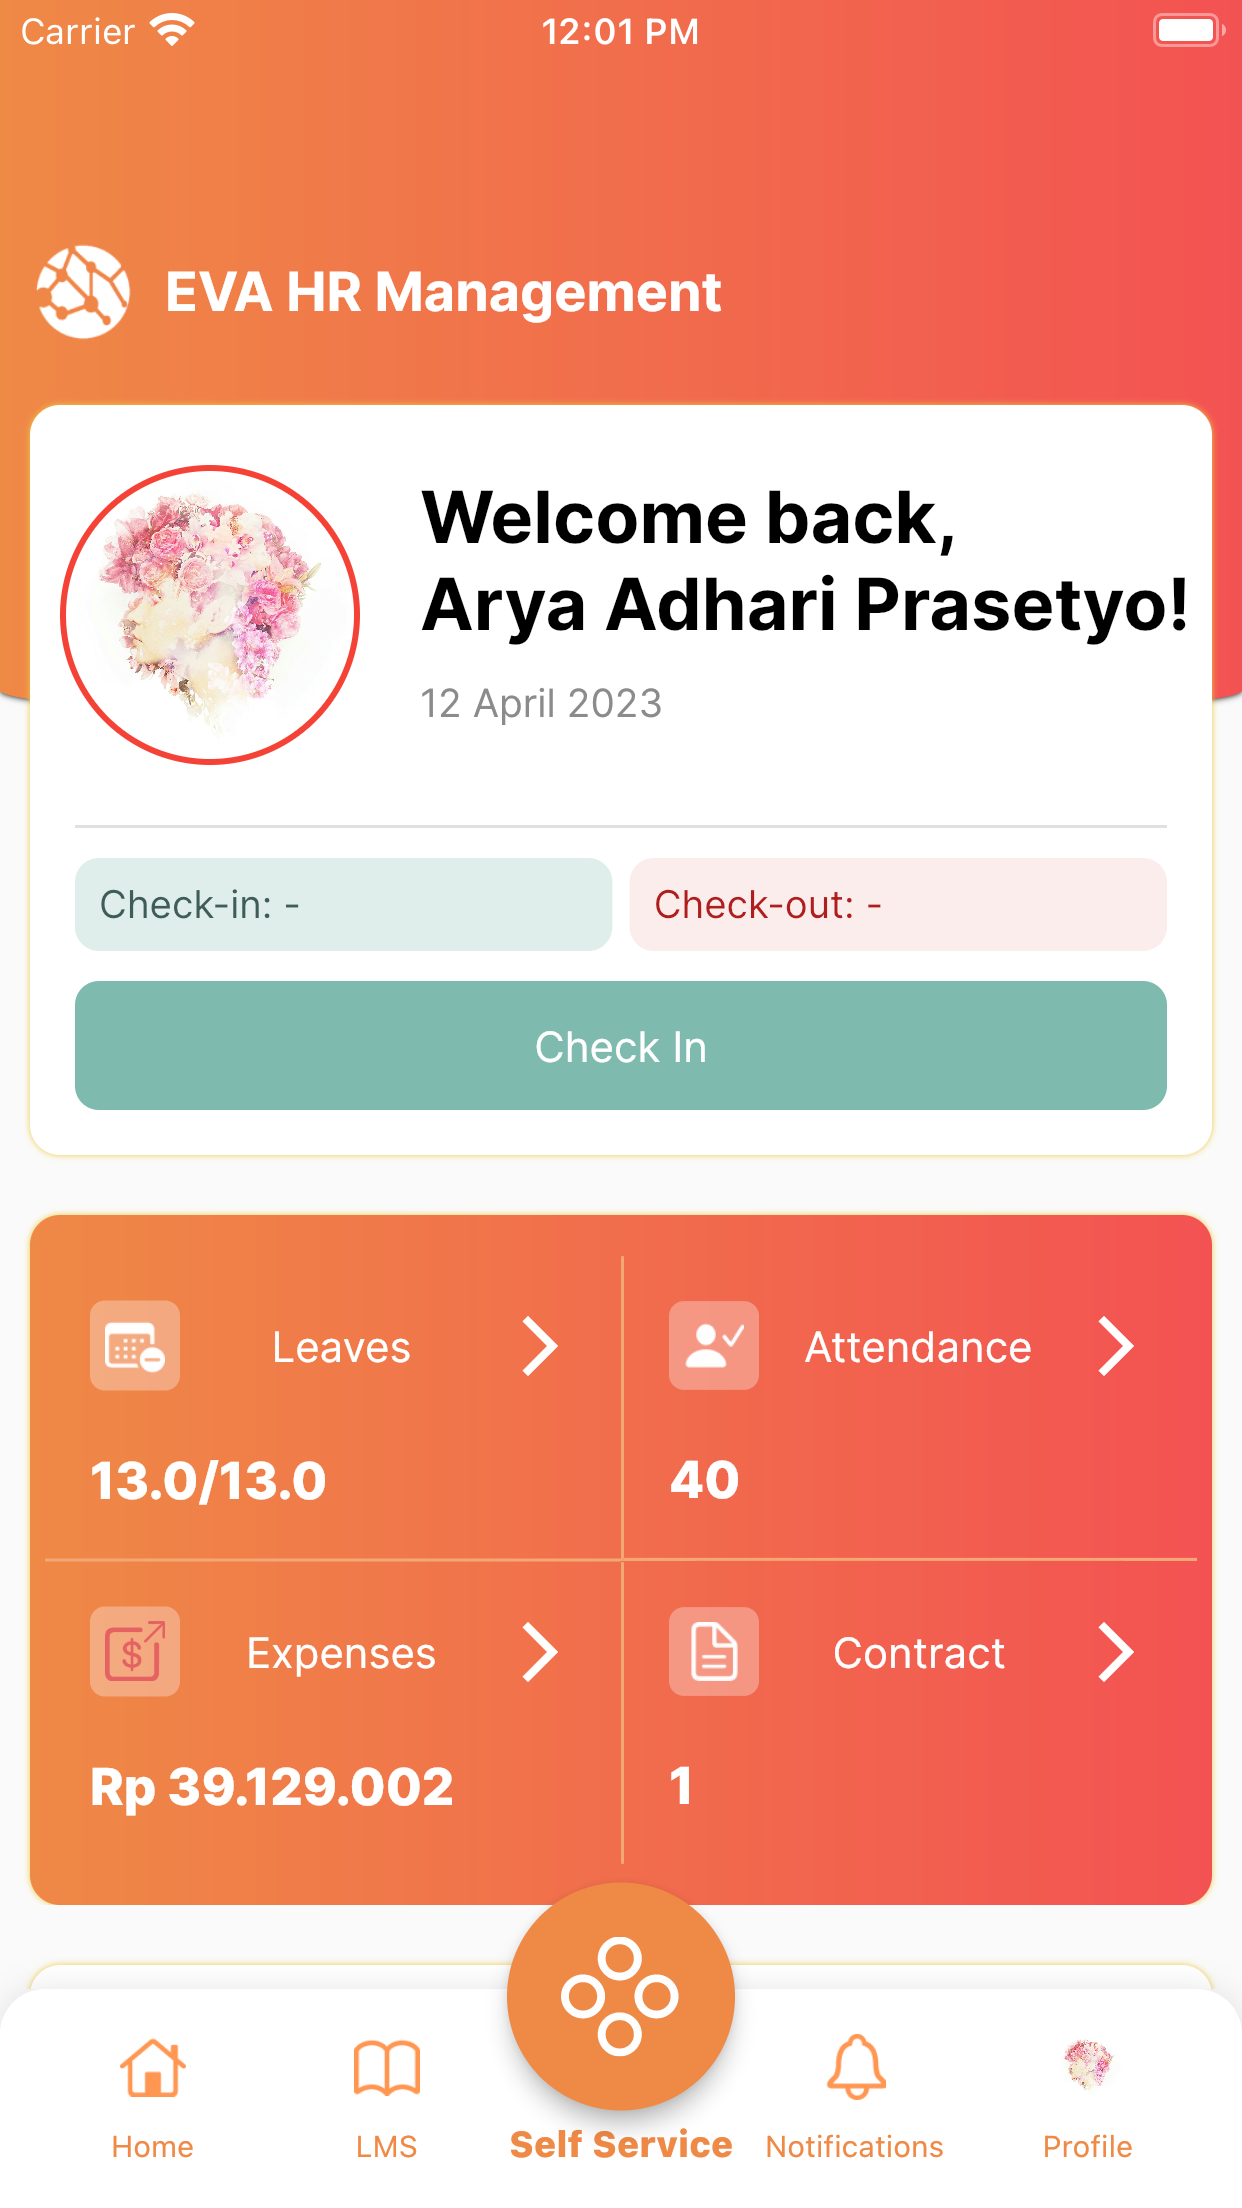 Carrier 12:01 PM
EVA HR Management
Welcome back,
Arya Adhari Prasetyo!
12 April 2023
Check-in: -
Check-out: -
Check In
Leaves
Attendance
13.0/13.0
40
Expenses
Contract
Rp 39.129.002
1
Home
LMS
Self Service
Notifications
Profile